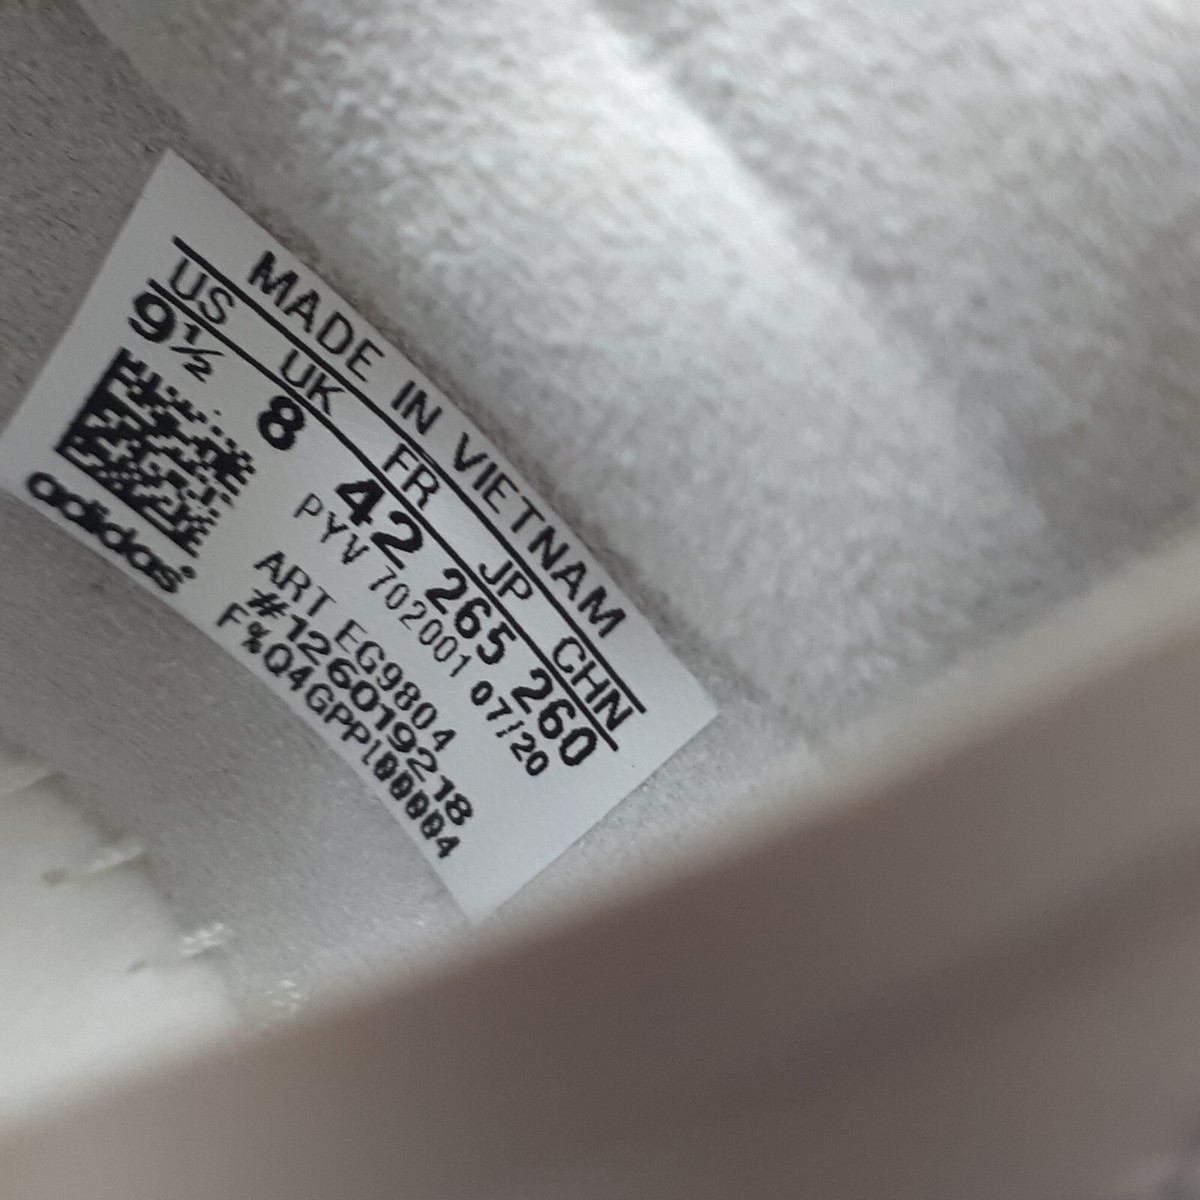 MADE IN VIETNAM
US UK FR JP CHN
9½ 8 42 265 260
PYV 702001 07/20
ART EG9804
#126019218
F%Q4GPPL00004
adidas